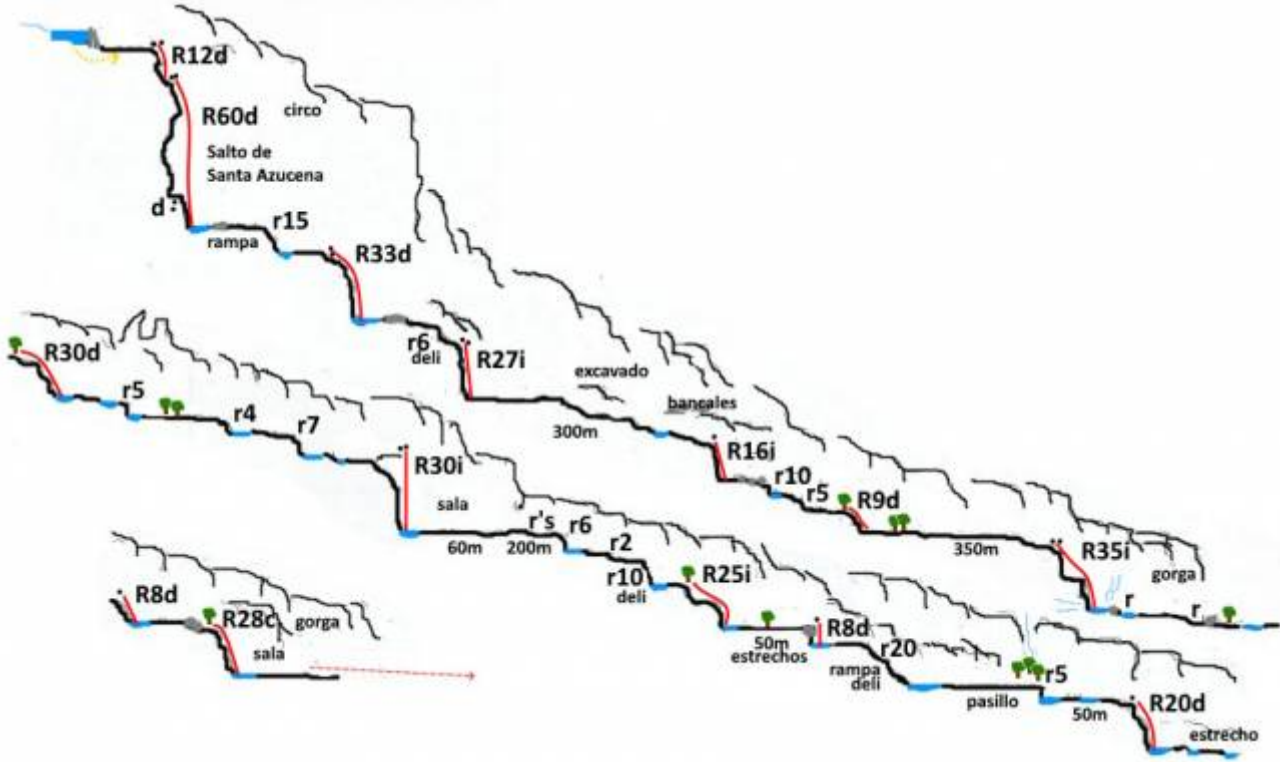 R12d
R60d
circo
Salto de
Santa Azucena
d
rampa
r15
R33d
r6
deli
R27i
excavado
bancales
300m
R16i
r10
r5
R9d
350m
R35i
gorga
r
r
R30d
r5
r4
r7
R30i
sala
60m
r's
200m
r6
r2
r10
deli
R25i
50m
estrechos
R8d
rampa
deli
r20
pasillo
r5
50m
R20d
estrecho
R8d
R28c
gorga
sala